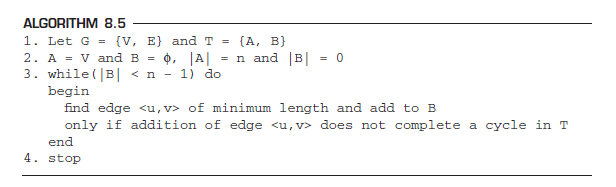 ALGORITHM 8.5
1. Let G = {V, E} and T = {A, B}
2. A = V and B = ϕ, |A| = n and |B| = 0
3. while(|B| < n - 1) do
begin
find edge <u,v> of minimum length and add to B
only if addition of edge <u,v> does not complete a cycle in T
end
4. stop